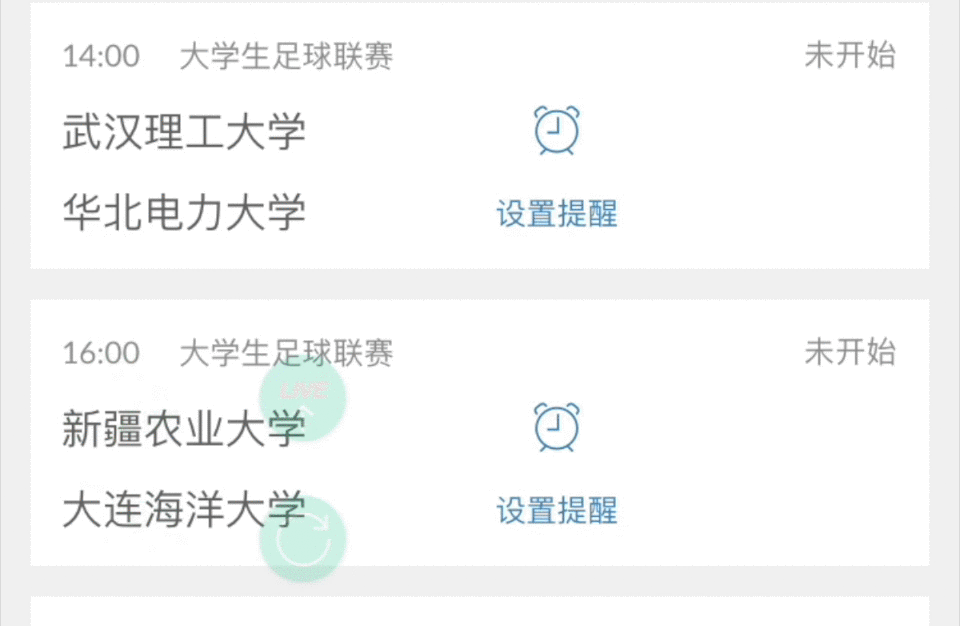 14:00 大学生足球联赛 未开始
武汉理工大学
华北电力大学
设置提醒
16:00 大学生足球联赛 未开始
LIVE
新疆农业大学
大连海洋大学
设置提醒